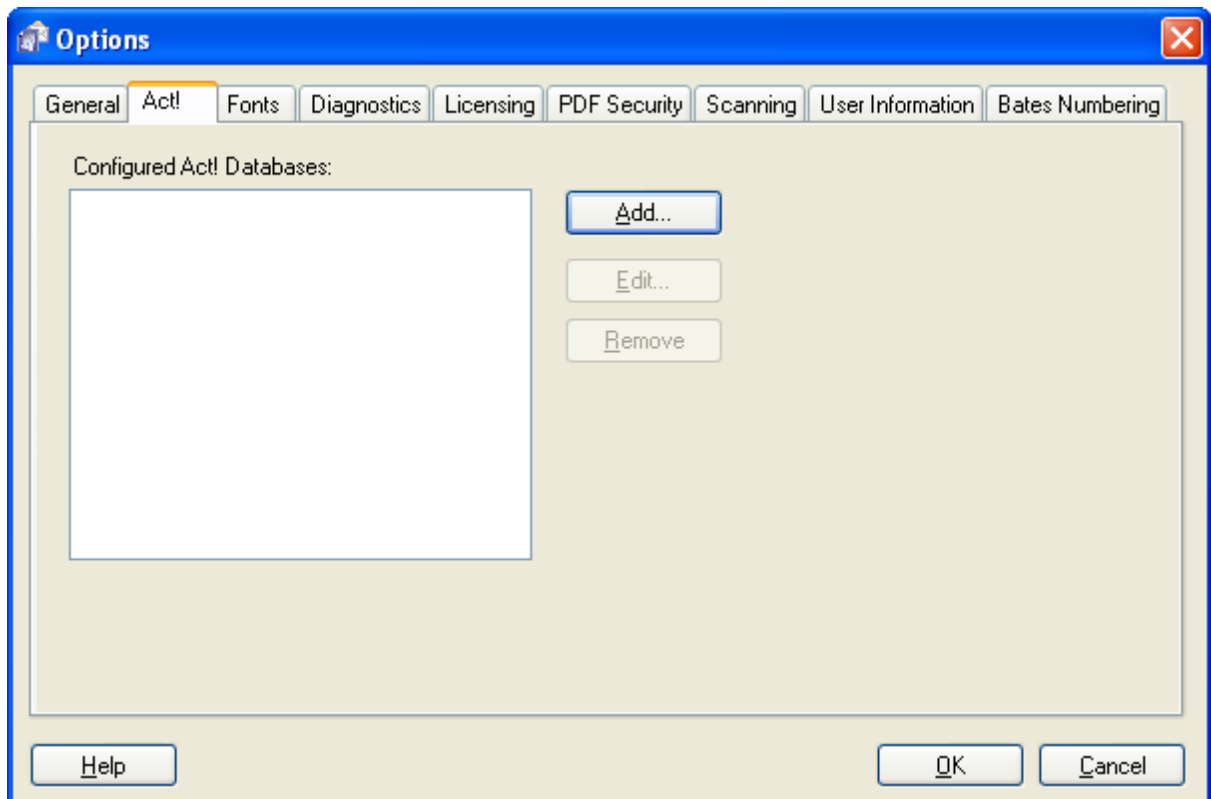 Options
General Act! Fonts Diagnostics Licensing PDF Security Scanning User Information Bates Numbering
Configured Act! Databases:
Add...
Edit...
Remove
Help OK Cancel